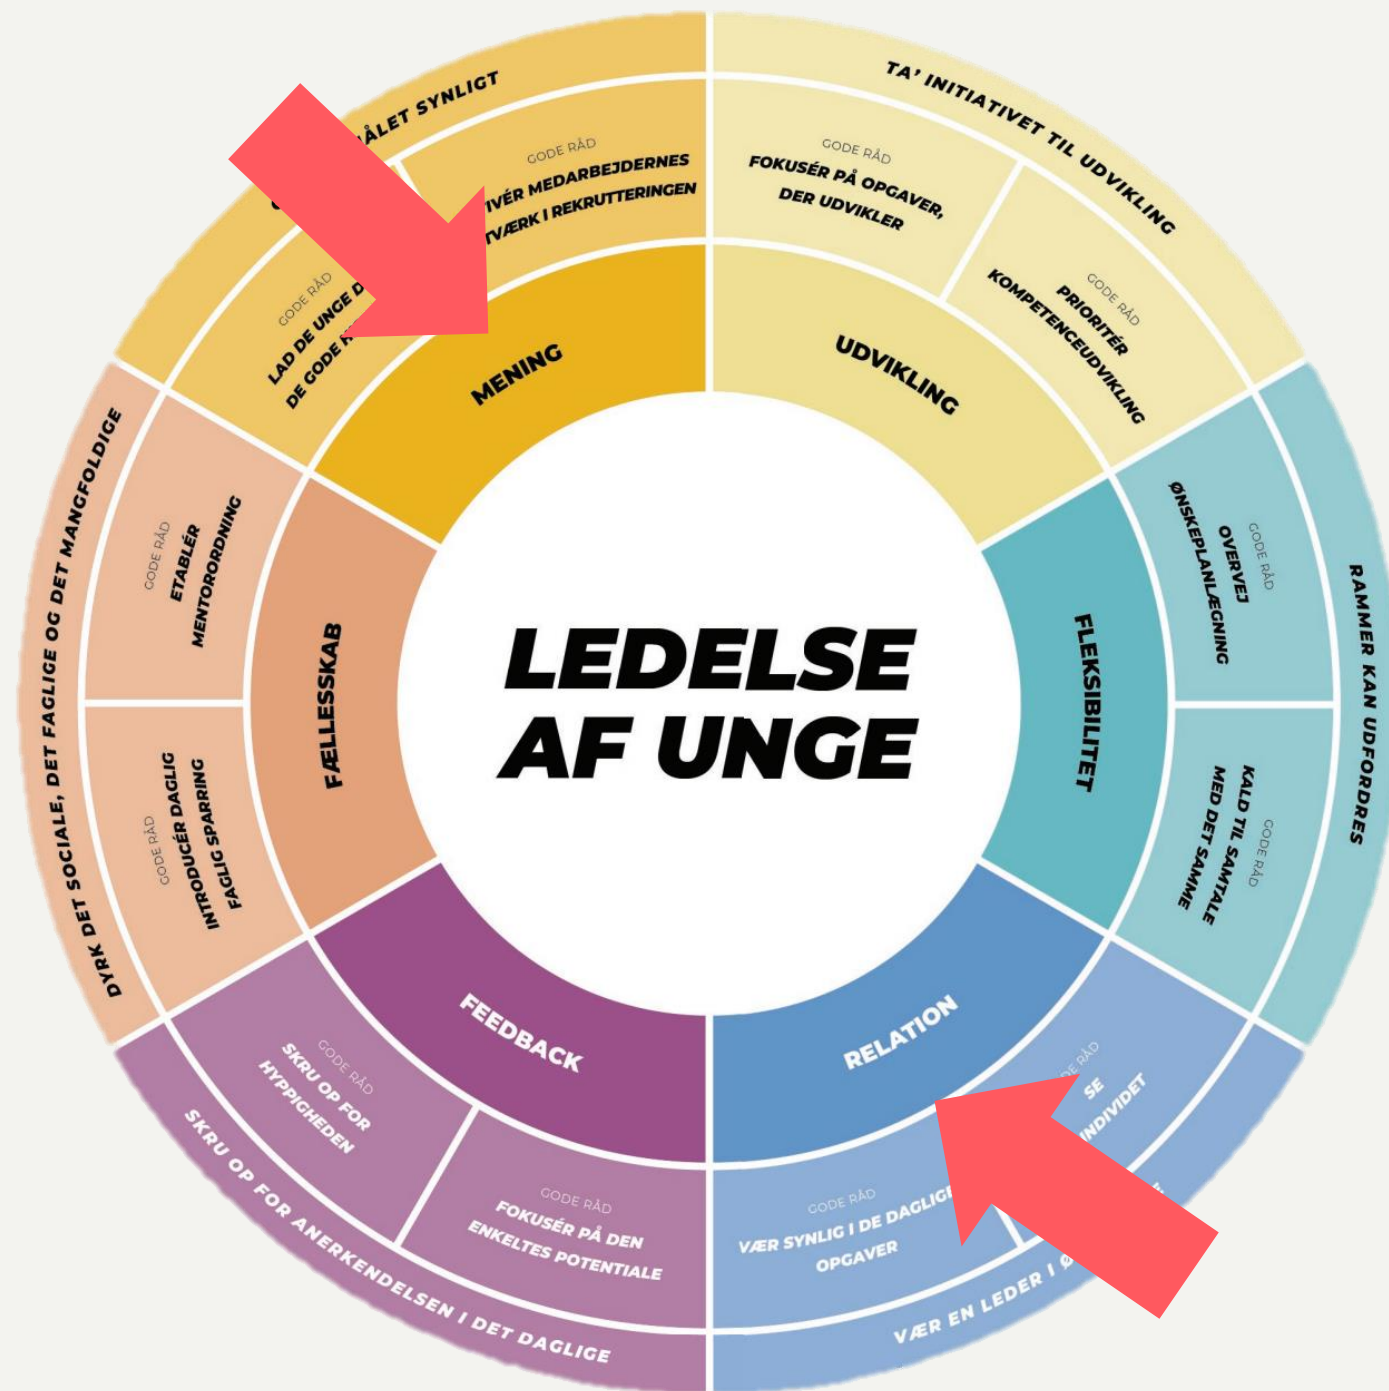 LEDELSE
AF UNGE
MENING
SYNLIGT
GODE RÅD
MEDARBEJDERNES
I REKRUTTERINGEN
GODE RÅD
LAD DE UNGE
DE GODE
UDVIKLING
TA' INITIATIVET TIL UDVIKLING
GODE RÅD
FOKUSÉR PÅ OPGAVER,
DER UDVIKLER
GODE RÅD
PRIORITÉR
KOMPETENCEUDVIKLING
FLEKSIBILITET
RAMMER KAN UDFORDRES
GODE RÅD
OVERVEJ
ØNSKEPLANLÆGNING
GODE RÅD
KALD TIL SAMTALE
MED DET SAMME
RELATION
VÆR EN LEDER I
RÅD
SE
INDIVIDET
GODE RÅD
VÆR SYNLIG I DE DAGLIGE
OPGAVER
FEEDBACK
SKRU OP FOR ANERKENDELSEN I DET DAGLIGE
GODE RÅD
FOKUSÉR PÅ DEN
ENKELTES POTENTIALE
GODE RÅD
SKRU OP FOR
HYPPIGHEDEN
FÆLLESSKAB
DYRK DET SOCIALE, DET FAGLIGE OG DET MANGFOLDIGE
GODE RÅD
INTRODUCÉR DAGLIG
FAGLIG SPARRING
GODE RÅD
ETABLÉR
MENTORORDNING